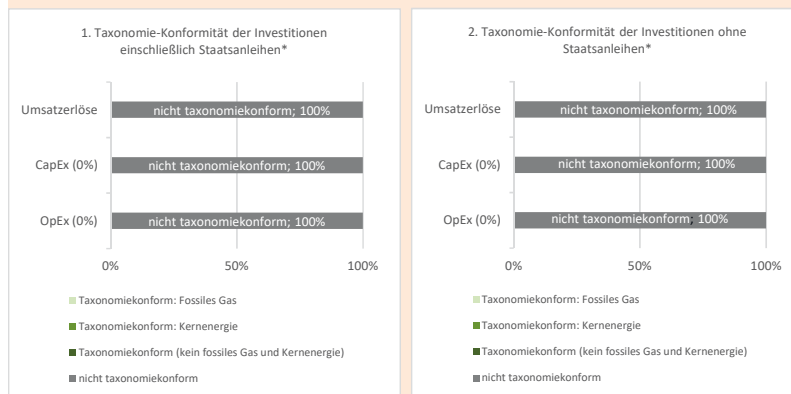 1. Taxonomie-Konformität der Investitionen
einschließlich Staatsanleihen*
Umsatzerlöse
nicht taxonomiekonform; 100%
CapEx (0%)
nicht taxonomiekonform; 100%
OpEx (0%)
nicht taxonomiekonform; 100%
0% 50% 100%
Taxonomiekonform: Fossiles Gas
Taxonomiekonform: Kernenergie
Taxonomiekonform (kein fossiles Gas und Kernenergie)
nicht taxonomiekonform
2. Taxonomie-Konformität der Investitionen ohne
Staatsanleihen*
Umsatzerlöse
nicht taxonomiekonform; 100%
CapEx (0%)
nicht taxonomiekonform; 100%
OpEx (0%)
nicht taxonomiekonform; 100%
0% 50% 100%
Taxonomiekonform: Fossiles Gas
Taxonomiekonform: Kernenergie
Taxonomiekonform (kein fossiles Gas und Kernenergie)
nicht taxonomiekonform